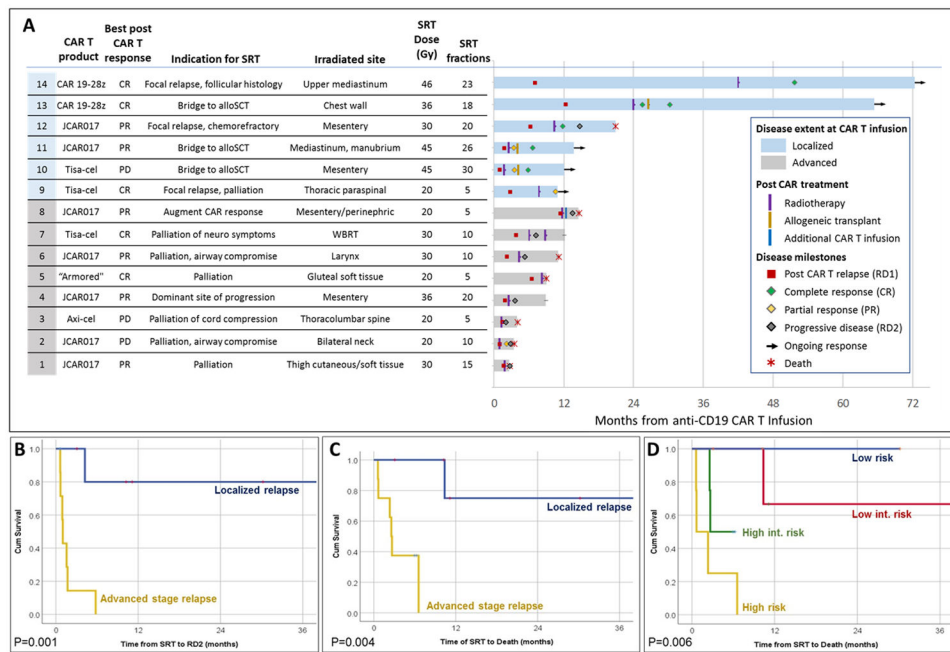 A
CAR T product
Best post CAR T response
Indication for SRT
Irradiated site
SRT Dose (Gy)
SRT fractions
14 CAR 19-28z CR Focal relapse, follicular histology Upper mediastinum 46 23
13 CAR 19-28z CR Bridge to alloSCT Chest wall 36 18
12 JCAR017 PR Focal relapse, chemorefractory Mesentery 30 20
11 JCAR017 PR Bridge to alloSCT Mediastinum, manubrium 45 26
10 Tisa-cel PD Bridge to alloSCT Mesentery 45 30
9 Tisa-cel CR Focal relapse, palliation Thoracic paraspinal 20 5
8 JCAR017 PR Augment CAR response Mesentery/perinephric 20 5
7 Tisa-cel CR Palliation of neuro symptoms WBRT 30 10
6 JCAR017 PR Palliation, airway compromise Larynx 30 10
5 “Armored” CR Palliation Gluteal soft tissue 20 5
4 JCAR017 PR Dominant site of progression Mesentery 36 20
3 Axi-cel PD Palliation of cord compression Thoracolumbar spine 20 5
2 JCAR017 PD Palliation, airway compromise Bilateral neck 20 10
1 JCAR017 PR Palliation Thigh cutaneous/soft tissue 30 15
Disease extent at CAR T infusion
Localized
Advanced
Post CAR treatment
Radiotherapy
Allogeneic transplant
Additional CAR T infusion
Disease milestones
Post CAR T relapse (RD1)
Complete response (CR)
Partial response (PR)
Progressive disease (RD2)
Ongoing response
Death
0 12 24 36 48 60 72
Months from anti-CD19 CAR T Infusion
B
Cum Survival
1.0
0.8
0.6
0.4
0.2
0.0
Localized relapse
Advanced stage relapse
0 12 24 36
P=0.001
Time from SRT to RD2 (months)
C
Cum Survival
1.0
0.8
0.6
0.4
0.2
0.0
Localized relapse
Advanced stage relapse
0 12 24 36
P=0.004
Time of SRT to Death (months)
D
Cum Survival
1.0
0.8
0.6
0.4
0.2
0.0
Low risk
Low int. risk
High int. risk
High risk
0 12 24 36
P=0.006
Time from SRT to Death (months)